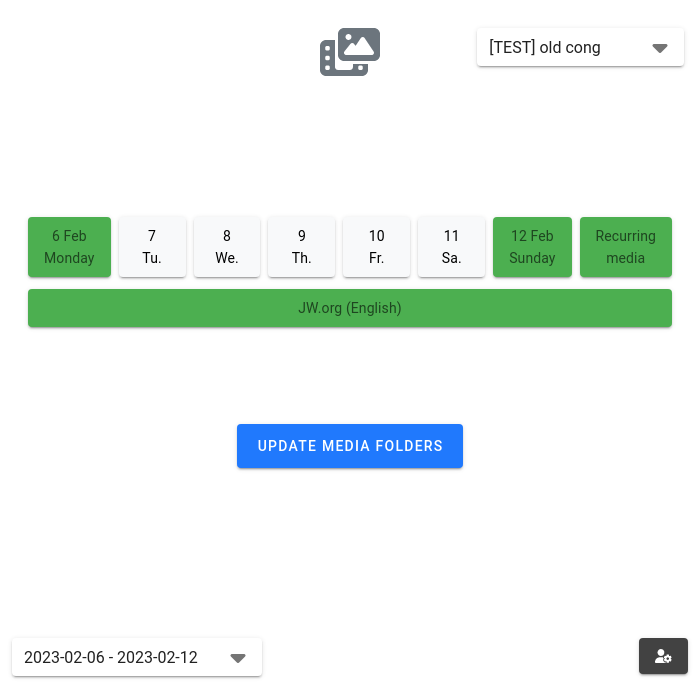 [TEST] old cong
6 Feb
Monday
7
Tu.
8
We.
9
Th.
10
Fr.
11
Sa.
12 Feb
Sunday
Recurring
media
JW.org (English)
UPDATE MEDIA FOLDERS
2023-02-06 - 2023-02-12